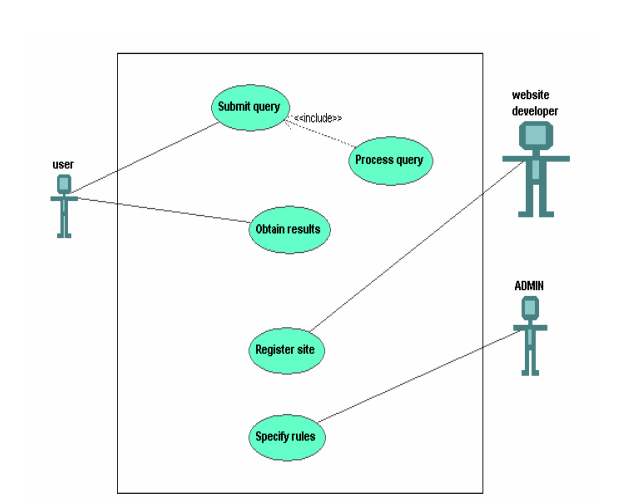 website
developer
Submit query
<<include>>
Process query
user
Obtain results
ADMIN
Register site
Specify rules